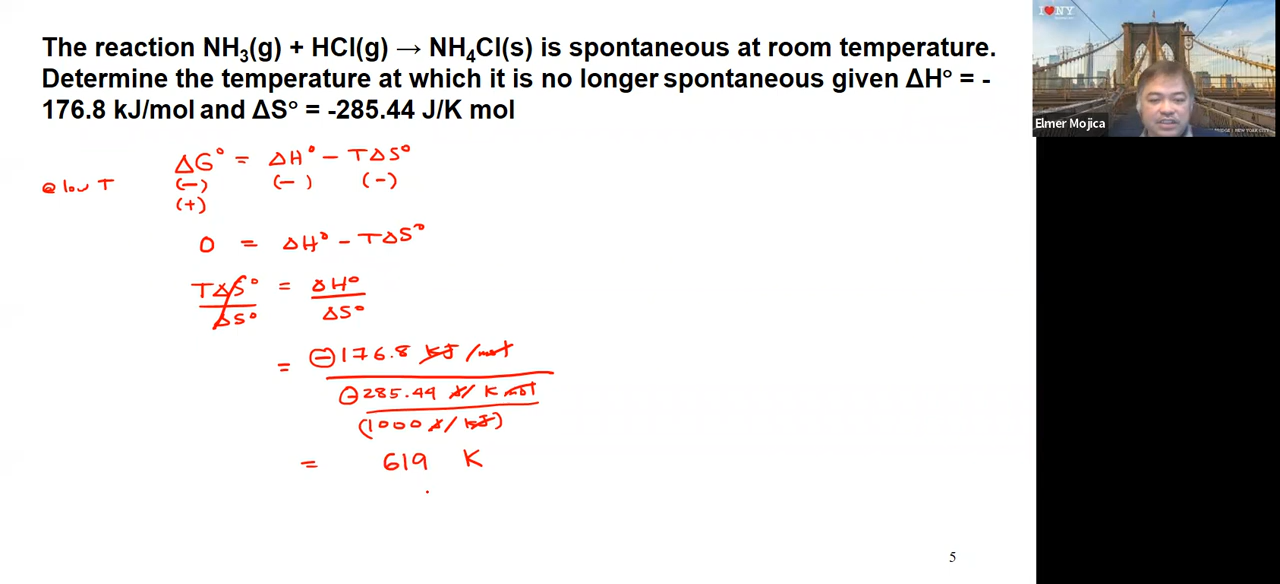 The reaction NH₃(g) + HCl(g) → NH₄Cl(s) is spontaneous at room temperature.
Determine the temperature at which it is no longer spontaneous given ΔH° = -
176.8 kJ/mol and ΔS° = -285.44 J/K mol
ΔG° = ΔH° - TΔS°
@ low T (-) (-) (-)
(+)
0 = ΔH° - TΔS°
TΔS° = ΔH°
ΔS° ΔS°
= -176.8 kJ/mol
-285.44 J/K mol
(1000 J/kJ)
= 619 K
5
I ♥ NY
Elmer Mojica